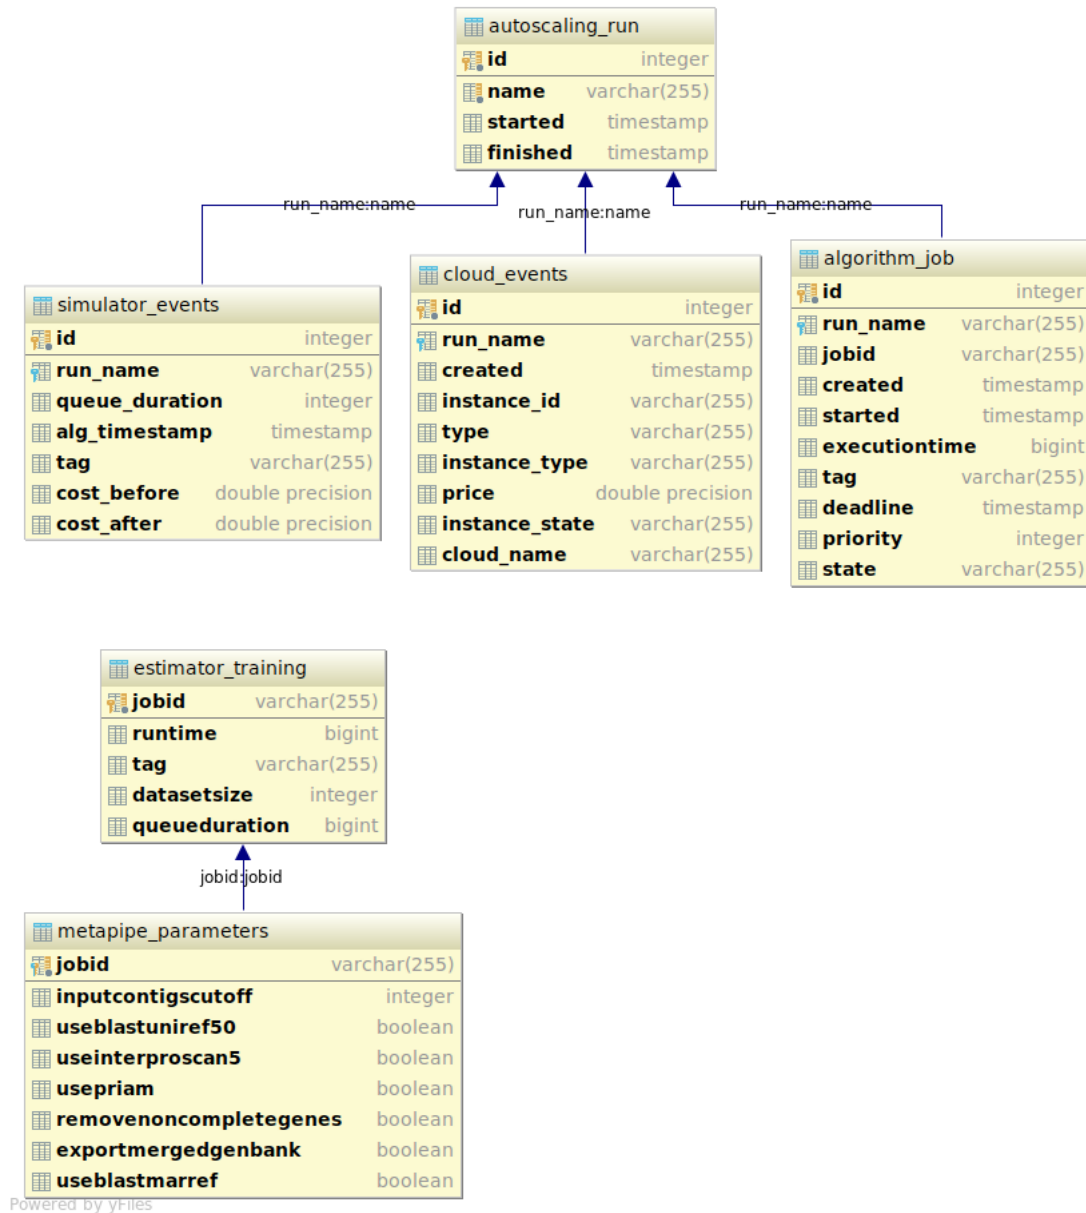 autoscaling_run
id integer
name varchar(255)
started timestamp
finished timestamp
run_name:name
run_name:name
run_name:name
simulator_events
id integer
run_name varchar(255)
queue_duration integer
alg_timestamp timestamp
tag varchar(255)
cost_before double precision
cost_after double precision
cloud_events
id integer
run_name varchar(255)
created timestamp
instance_id varchar(255)
type varchar(255)
instance_type varchar(255)
price double precision
instance_state varchar(255)
cloud_name varchar(255)
algorithm_job
id integer
run_name varchar(255)
jobid varchar(255)
created timestamp
started timestamp
executiontime bigint
tag varchar(255)
deadline timestamp
priority integer
state varchar(255)
estimator_training
jobid varchar(255)
runtime bigint
tag varchar(255)
datasetsize integer
queueduration bigint
jobid:jobid
metapipe_parameters
jobid varchar(255)
inputcontigscutoff integer
useblastuniref50 boolean
useinterproscan5 boolean
usepriam boolean
removenoncompletegenes boolean
exportmergedgenbank boolean
useblastmarref boolean
Powered by yFiles